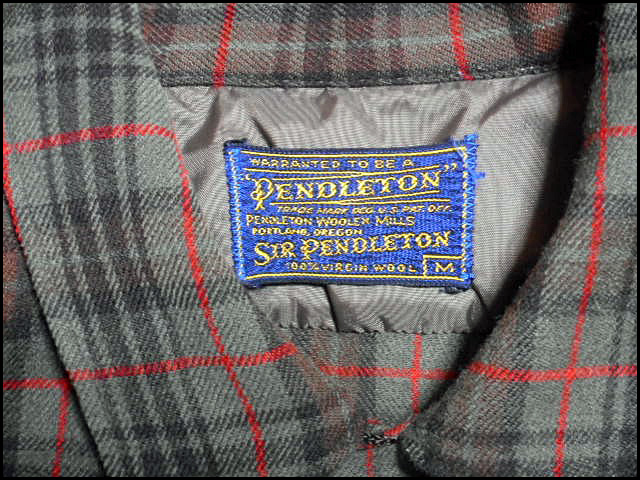 WARRANTED TO BE A
"PENDLETON"
TRADE MARK REG. U.S. PAT. OFF.
PENDLETON WOOLEN MILLS
PORTLAND, OREGON
SIR PENDLETON
100% VIRGIN WOOL M